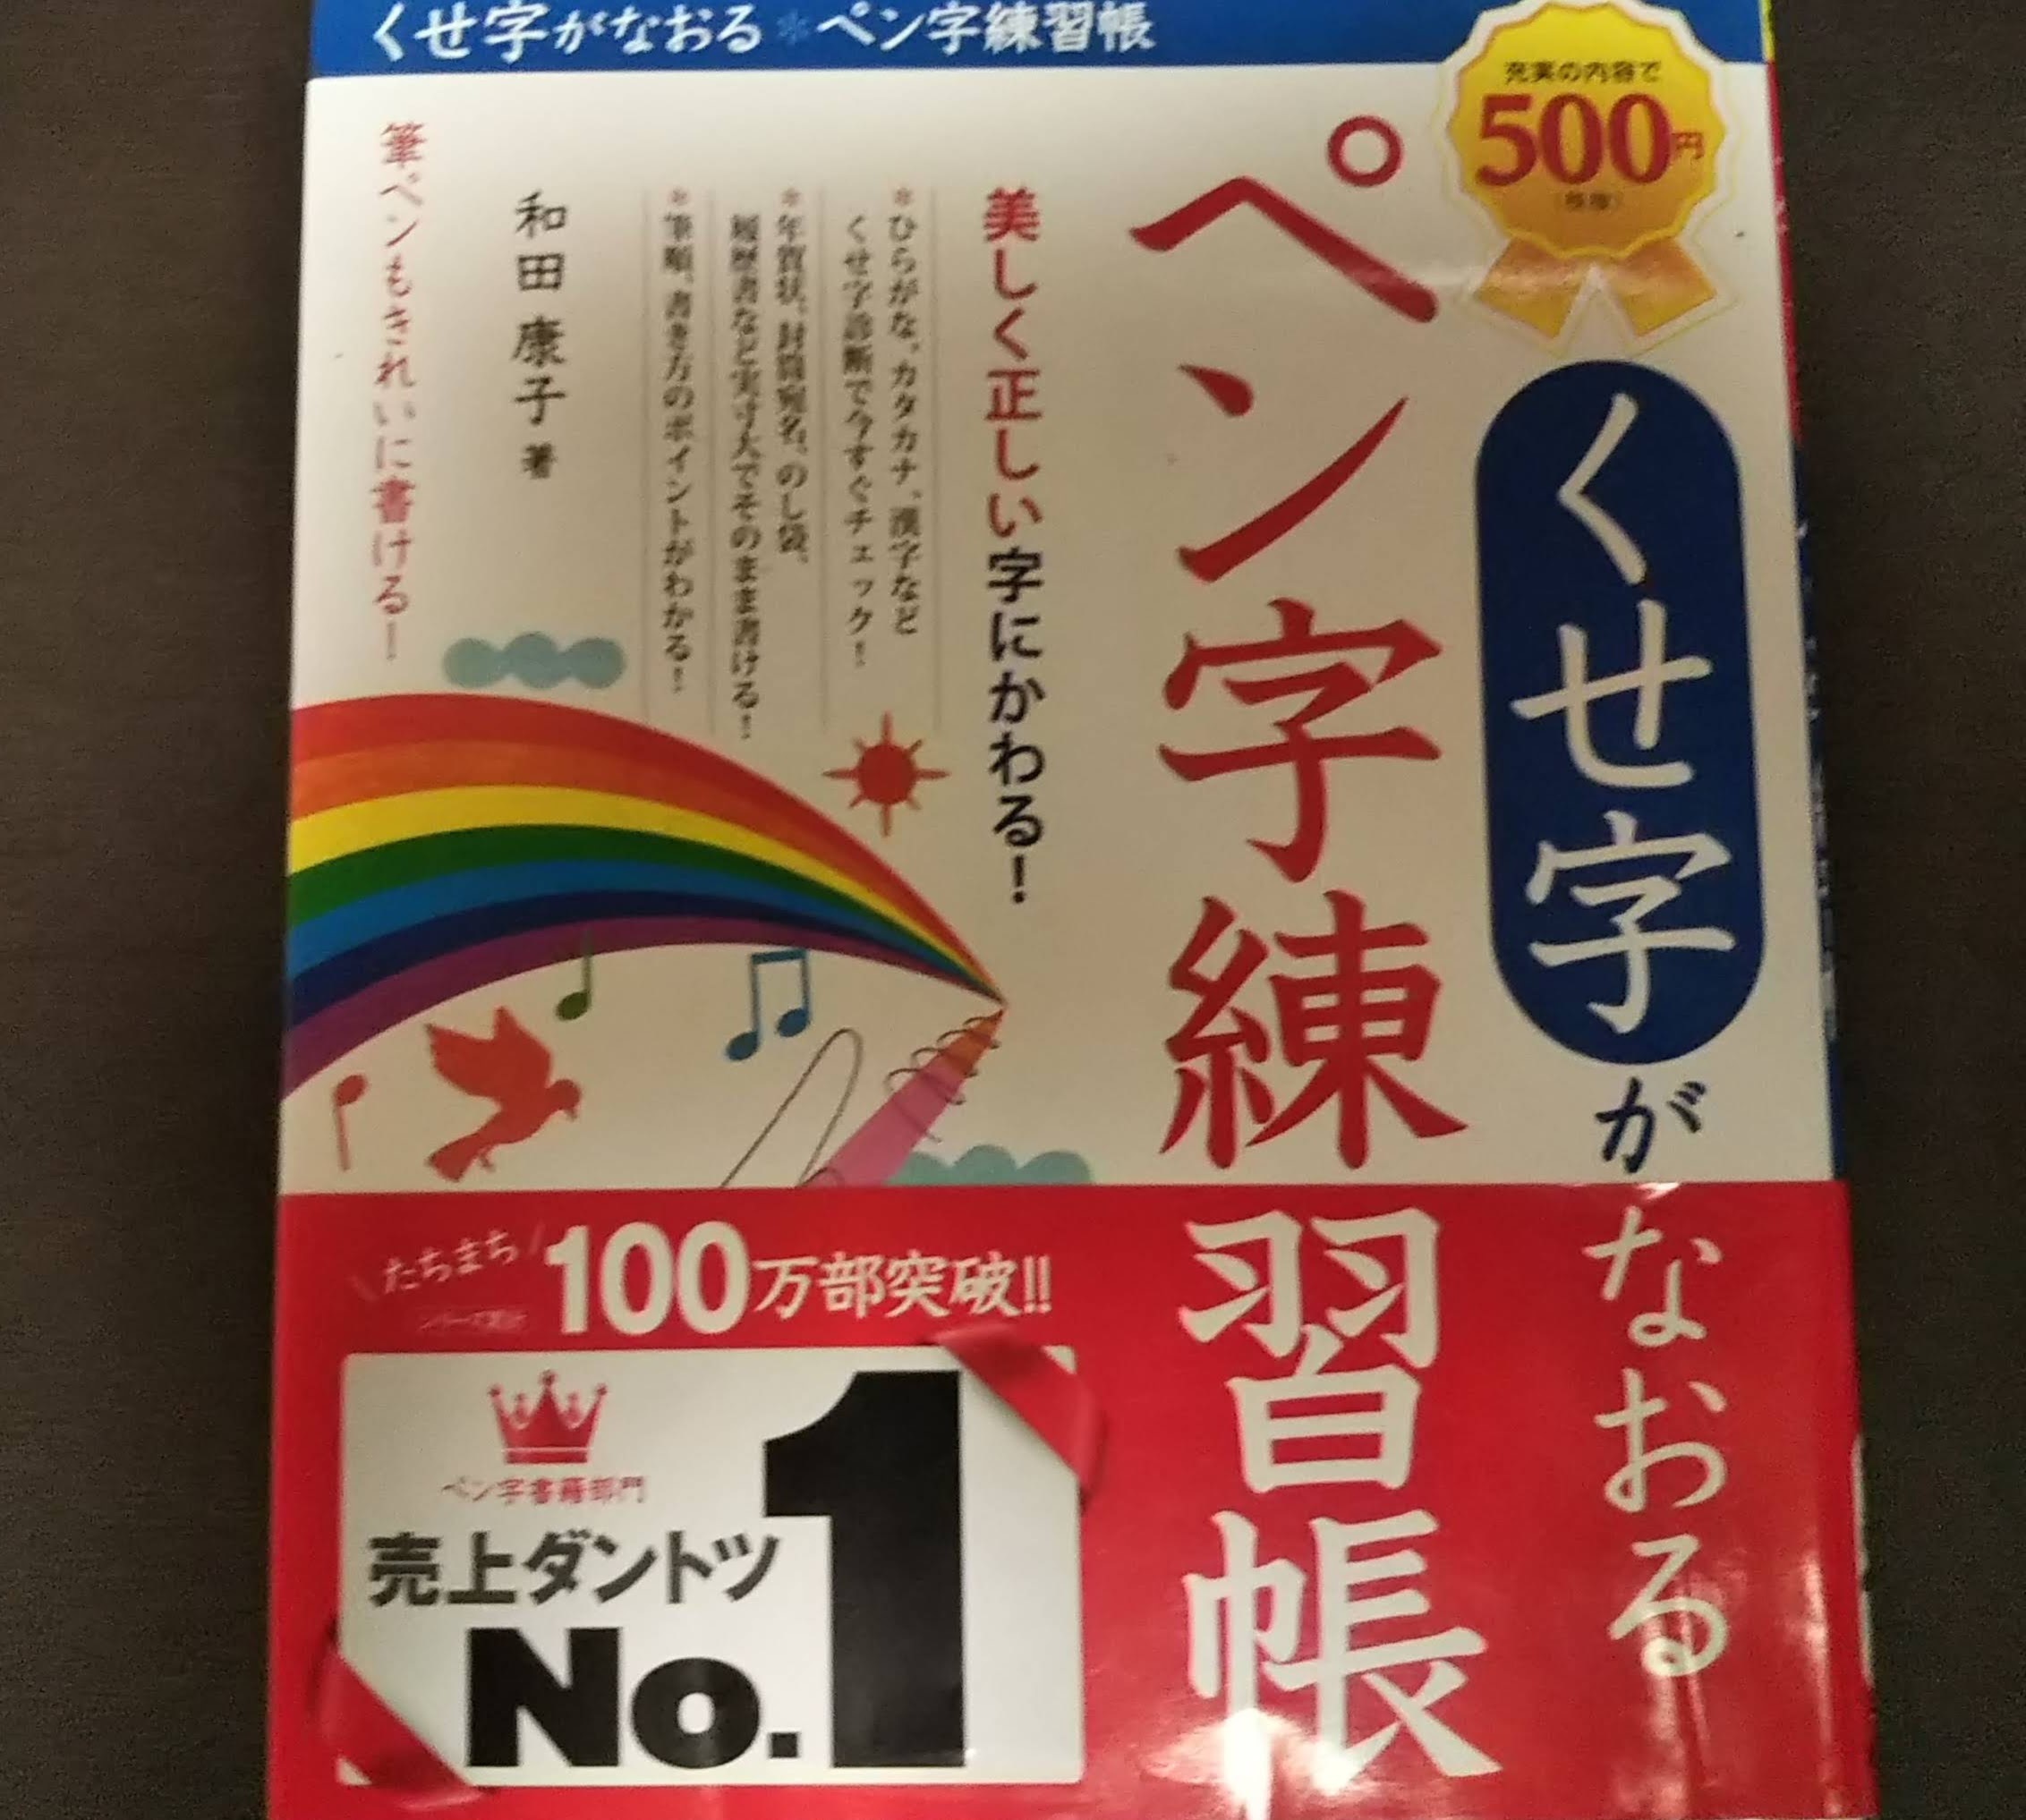 くせ字がなおる*ペン字練習帳
充実の内容で
500円
くせ字がなおる
ペン字練習帳
美しく正しい字にかわる!
*ひらがな、カタカナ、漢字など
くせ字診断で今すぐチェック!
*年賀状、封筒宛名、のし袋、
履歴書など実寸大でそのまま書ける!
*筆順、書き方のポイントがわかる!
和田康子 著
筆ペンもきれいに書ける!
たちまち
100万部突破!!
ペン字書籍部門
売上ダントツ
No.1